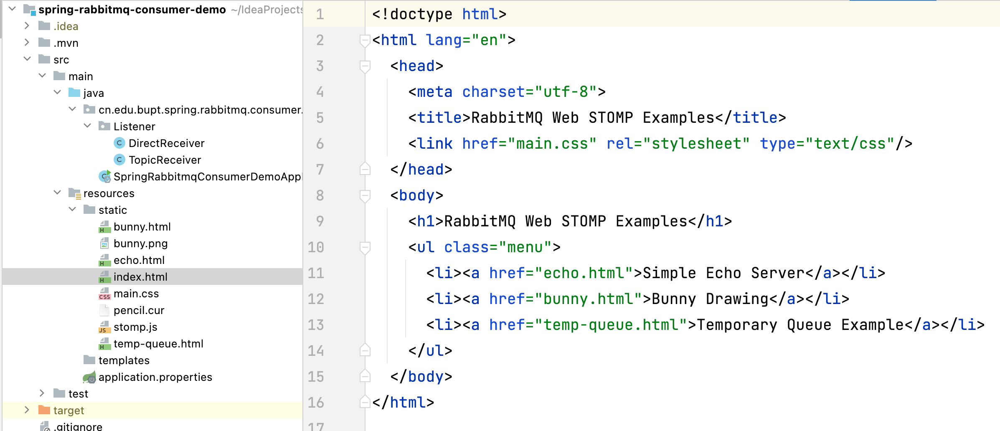 spring-rabbitmq-consumer-demo ~/IdeaProjects
.idea
.mvn
src
main
java
cn.edu.bupt.spring.rabbitmq.consumer.
Listener
C DirectReceiver
C TopicReceiver
C SpringRabbitmqConsumerDemoAppl
resources
static
H bunny.html
bunny.png
H echo.html
H index.html
CSS main.css
pencil.cur
JS stomp.js
H temp-queue.html
templates
application.properties
test
target
.gitignore
1 <!doctype html>
2 <html lang="en">
3 <head>
4 <meta charset="utf-8">
5 <title>RabbitMQ Web STOMP Examples</title>
6 <link href="main.css" rel="stylesheet" type="text/css"/>
7 </head>
8 <body>
9 <h1>RabbitMQ Web STOMP Examples</h1>
10 <ul class="menu">
11 <li><a href="echo.html">Simple Echo Server</a></li>
12 <li><a href="bunny.html">Bunny Drawing</a></li>
13 <li><a href="temp-queue.html">Temporary Queue Example</a></li>
14 </ul>
15 </body>
16 </html>
17